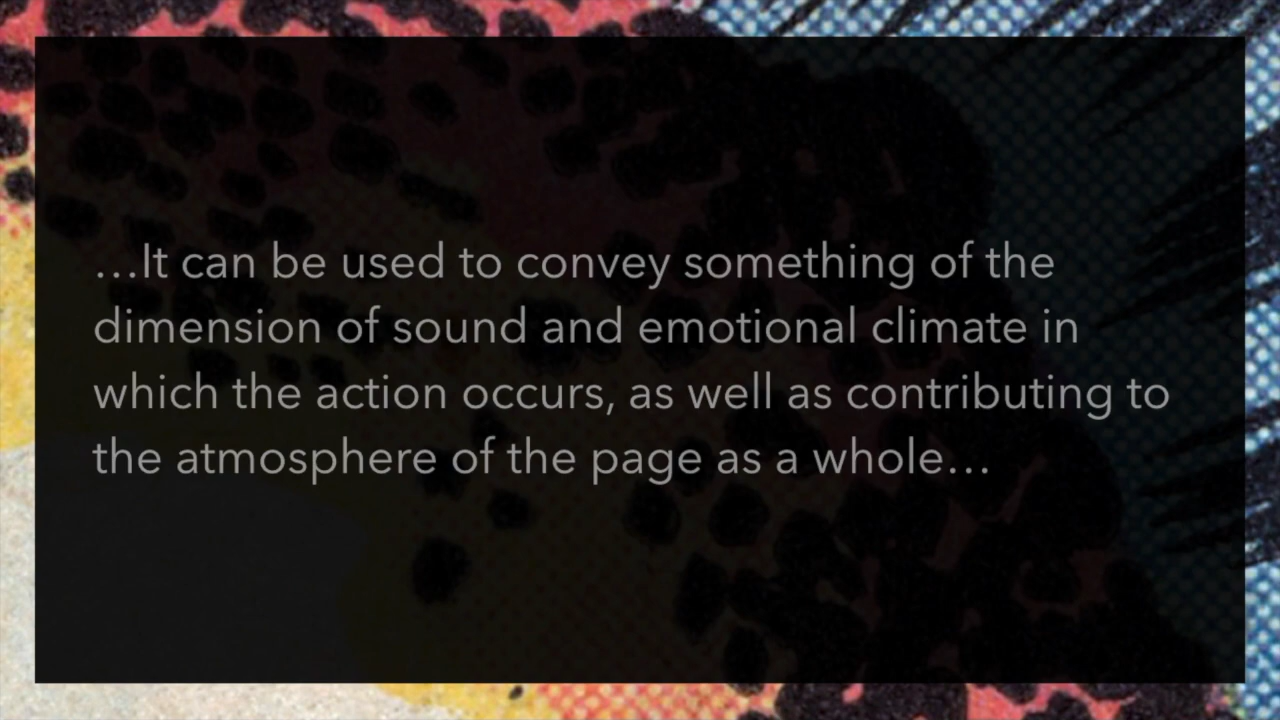 …It can be used to convey something of the
dimension of sound and emotional climate in
which the action occurs, as well as contributing to
the atmosphere of the page as a whole…